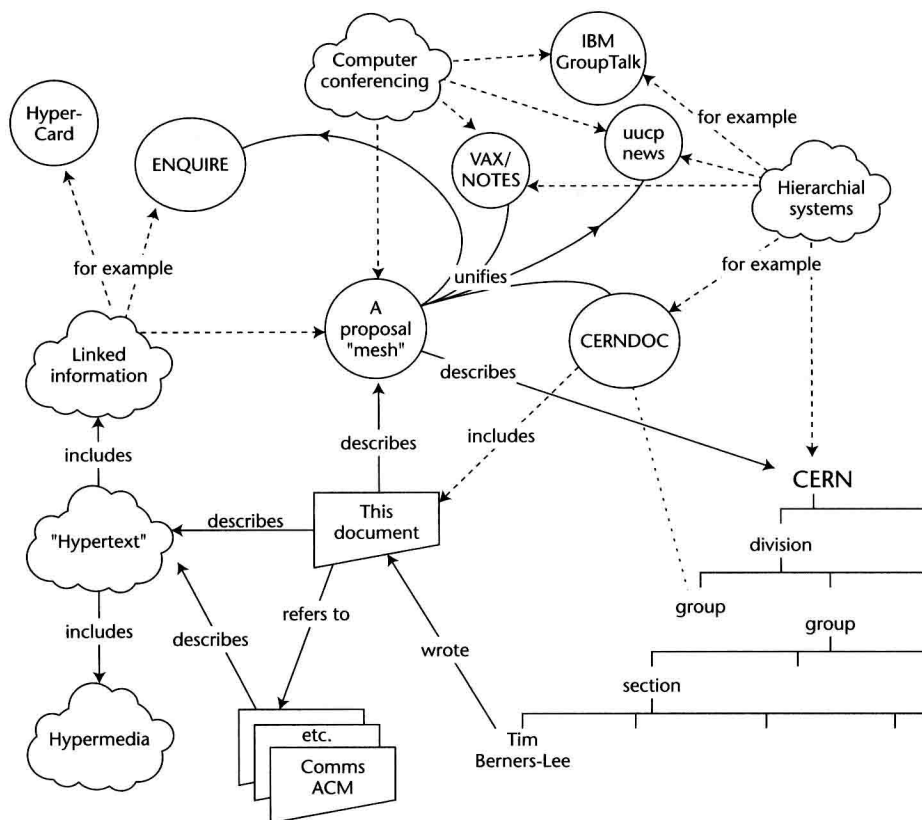 IBM
GroupTalk
Computer
conferencing
Hyper-
Card
for example
uucp
news
ENQUIRE
VAX/
NOTES
Hierarchial
systems
for example
unifies
for example
A
proposal
"mesh"
Linked
information
CERNDOC
describes
includes
describes
includes
CERN
This
document
describes
"Hypertext"
division
refers to
group
group
includes
describes
wrote
section
Hypermedia
etc.
Comms
ACM
Tim
Berners-Lee